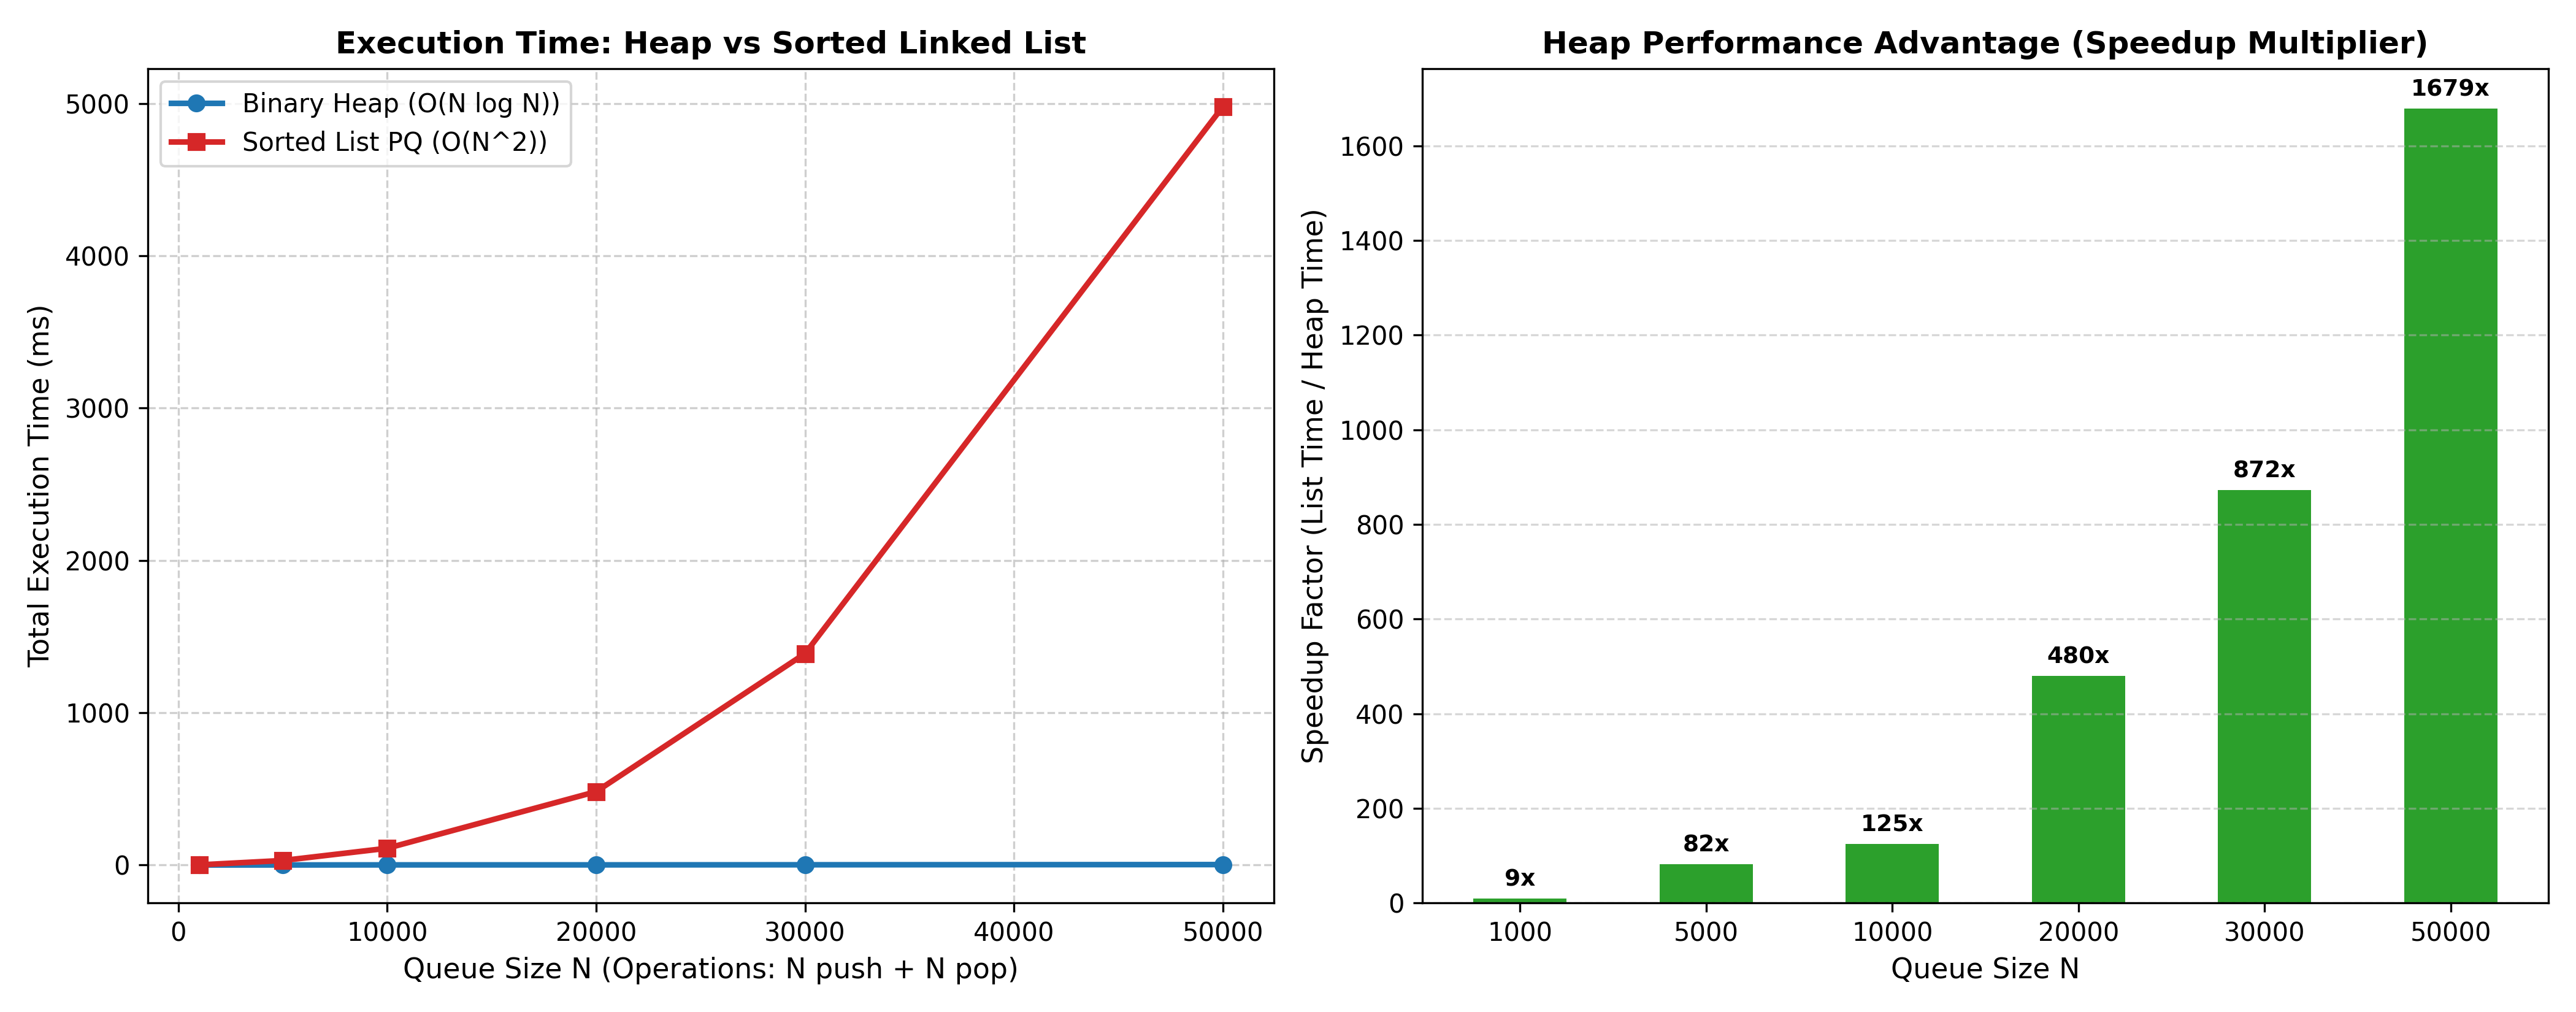 Execution Time: Heap vs Sorted Linked List
Binary Heap (O(N log N))
Sorted List PQ (O(N^2))
Total Execution Time (ms)
5000
4000
3000
2000
1000
0
0 10000 20000 30000 40000 50000
Queue Size N (Operations: N push + N pop)
Heap Performance Advantage (Speedup Multiplier)
Speedup Factor (List Time / Heap Time)
1600
1400
1200
1000
800
600
400
200
0
9x
82x
125x
480x
872x
1679x
1000 5000 10000 20000 30000 50000
Queue Size N